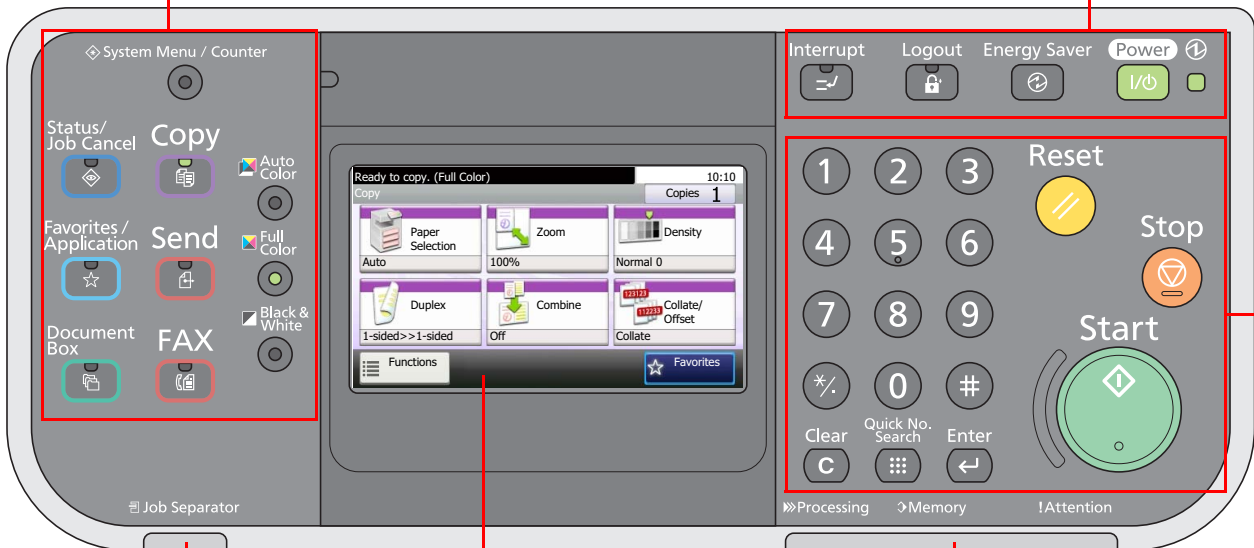 System Menu / Counter
Status/
Job Cancel
Copy
Auto
Color
Favorites /
Application
Send
Full
Color
Document
Box
FAX
Black &
White
Job Separator
Ready to copy. (Full Color)
10:10
Copy
Copies 1
Paper
Selection
Auto
Zoom
100%
Density
Normal 0
Duplex
1-sided>>1-sided
Combine
Off
123123
112233
Collate/
Offset
Collate
Functions
Favorites
Interrupt
Logout
Energy Saver
Power
1 2 3
Reset
4 5 6
Stop
7 8 9
Start
*/. 0 #
Clear
Quick No.
Search
Enter
C
Processing
Memory
!Attention